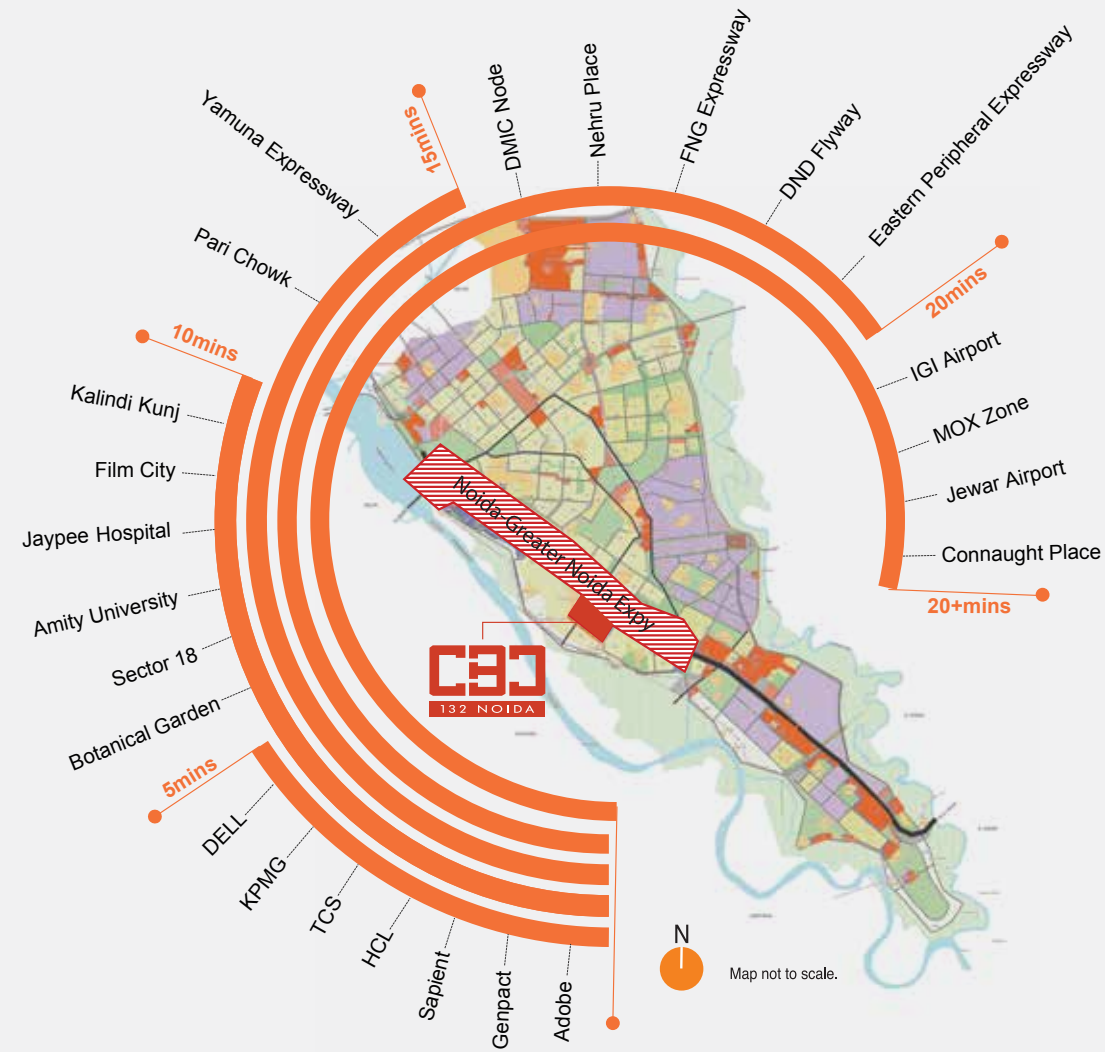 Adobe
Genpact
Sapient
HCL
TCS
KPMG
DELL
5mins
Botanical Garden
Sector 18
Amity University
Jaypee Hospital
Film City
Kalindi Kunj
10mins
Pari Chowk
Yamuna Expressway
15mins
DMIC Node
Nehru Place
FNG Expressway
DND Flyway
Eastern Peripheral Expressway
20mins
IGI Airport
MOX Zone
Jewar Airport
Connaught Place
20+mins
Noida-Greater Noida Expy
CBD
132 NOIDA
N
Map not to scale.